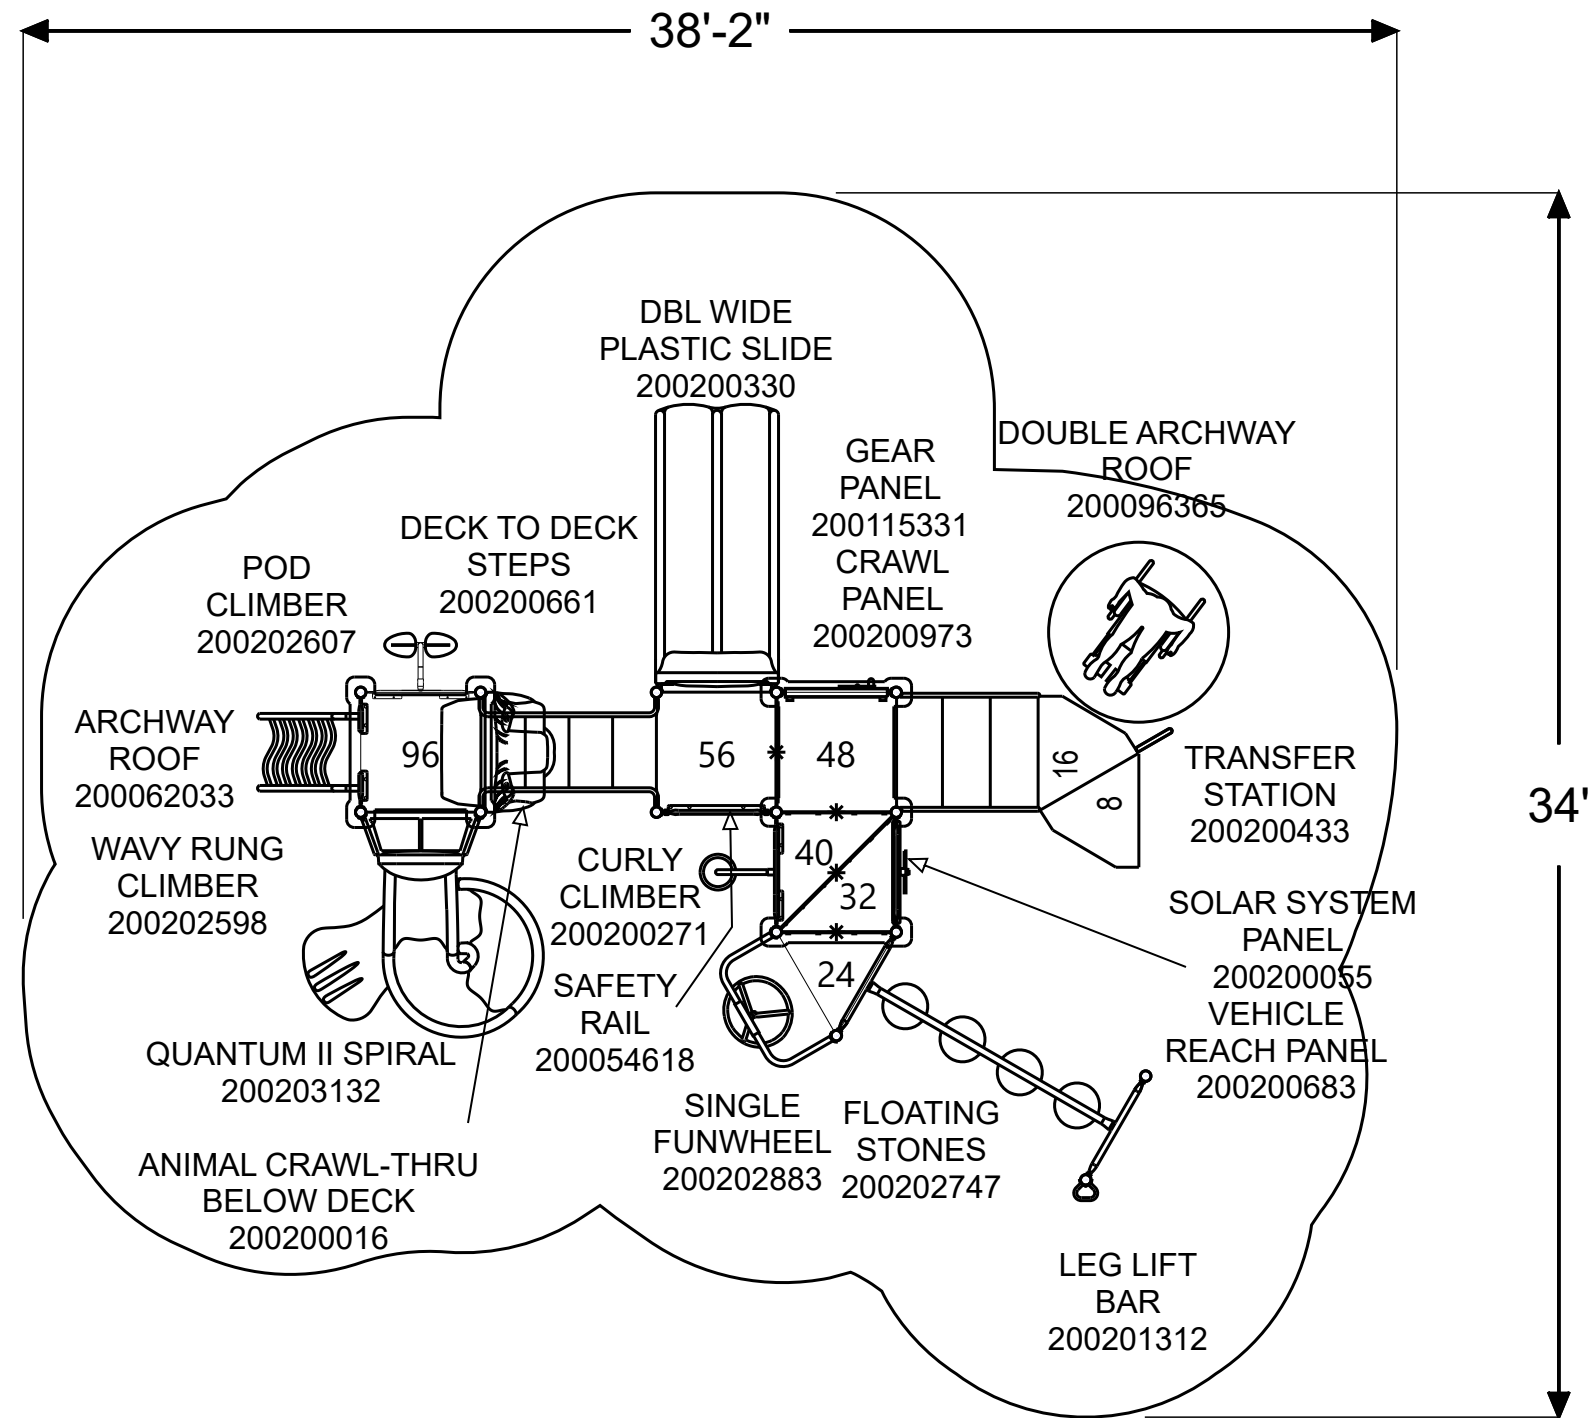 38'-2"
DBL WIDE
PLASTIC SLIDE
200200330
GEAR
PANEL
200115331
CRAWL
PANEL
200200973
DOUBLE ARCHWAY
ROOF
200096365
DECK TO DECK
STEPS
200200661
POD
CLIMBER
200202607
ARCHWAY
ROOF
200062033
96
56
48
16
8
TRANSFER
STATION
200200433
34'
WAVY RUNG
CLIMBER
200202598
CURLY
CLIMBER
200200271
40
32
24
SOLAR SYSTEM
PANEL
200200055
VEHICLE
REACH PANEL
200200683
SAFETY
RAIL
200054618
QUANTUM II SPIRAL
200203132
SINGLE
FUNWHEEL
200202883
FLOATING
STONES
200202747
ANIMAL CRAWL-THRU
BELOW DECK
200200016
LEG LIFT
BAR
200201312